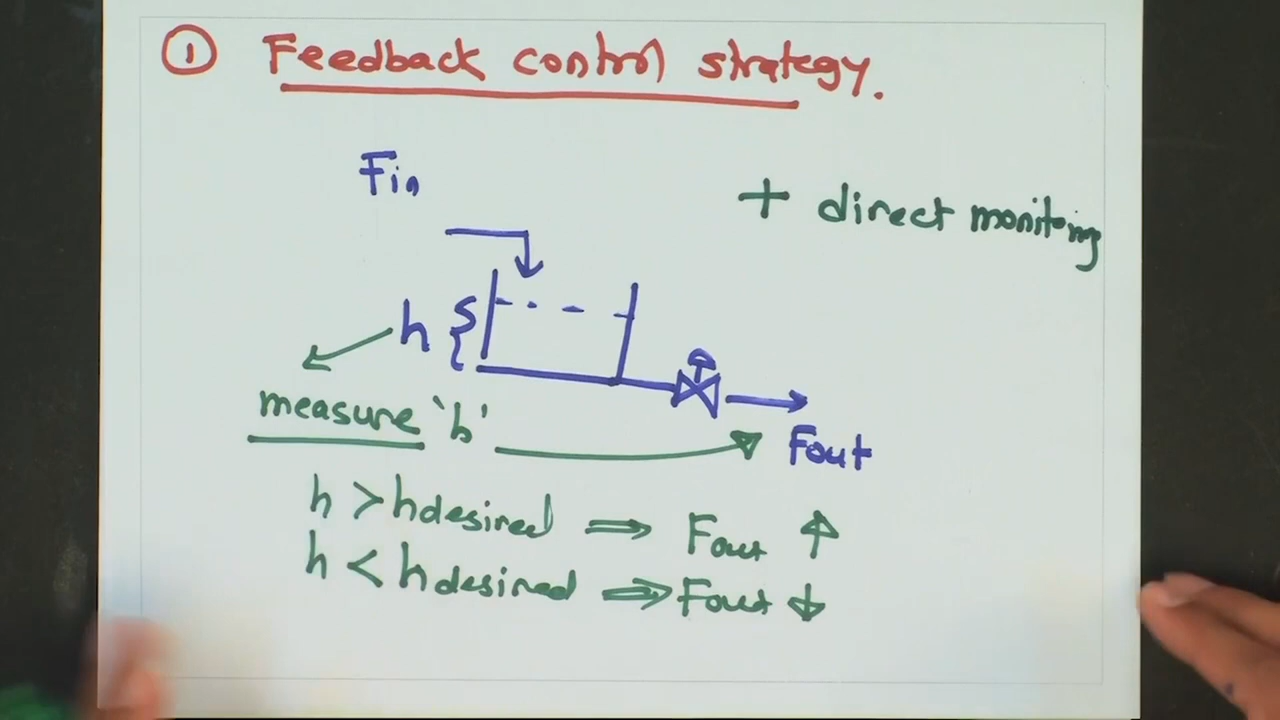 ① Feedback control strategy.
Fin
+ direct monitoring
h
measure 'h'
Fout
h > hdesired ⇒ Fout ↑
h < hdesired ⇒ Fout ↓